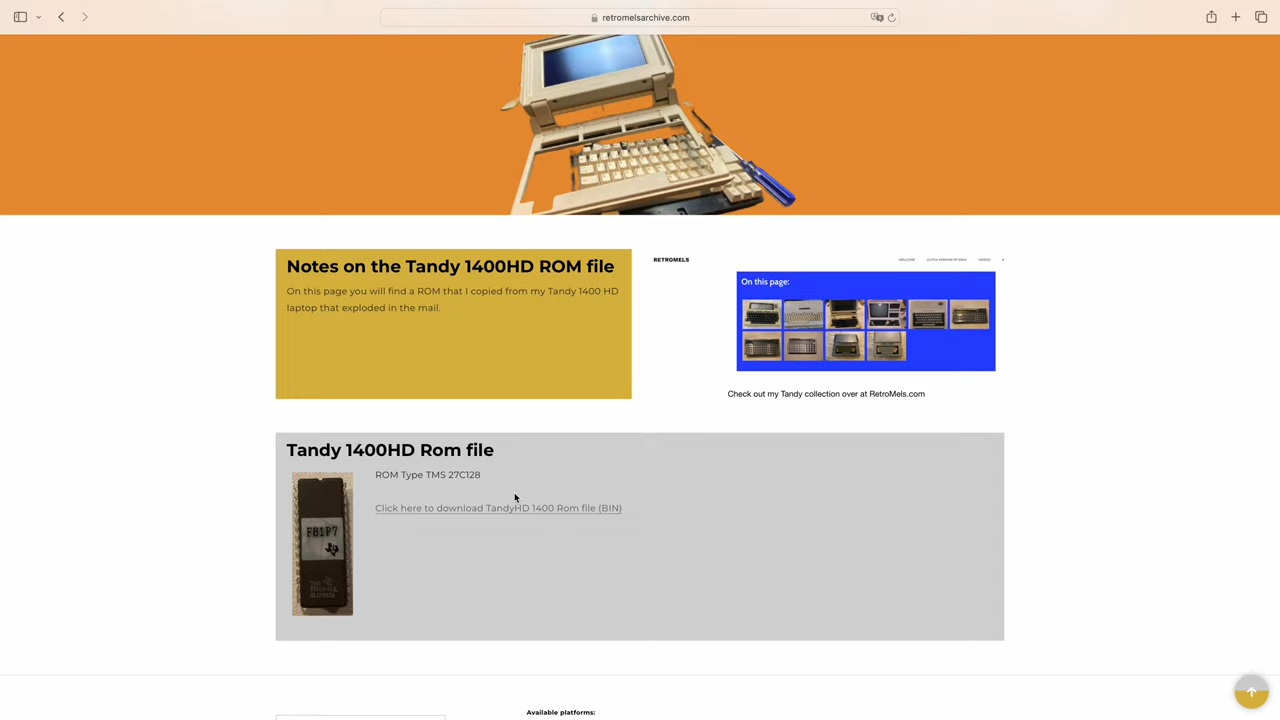 retromelsarchive.com
Notes on the Tandy 1400HD ROM file
On this page you will find a ROM that I copied from my Tandy 1400 HD
laptop that exploded in the mail.
RETROMELS
On this page:
Check out my Tandy collection over at RetroMels.com
Tandy 1400HD Rom file
ROM Type TMS 27C128
Click here to download TandyHD 1400 Rom file (BIN)
FB1P7
Available platforms: